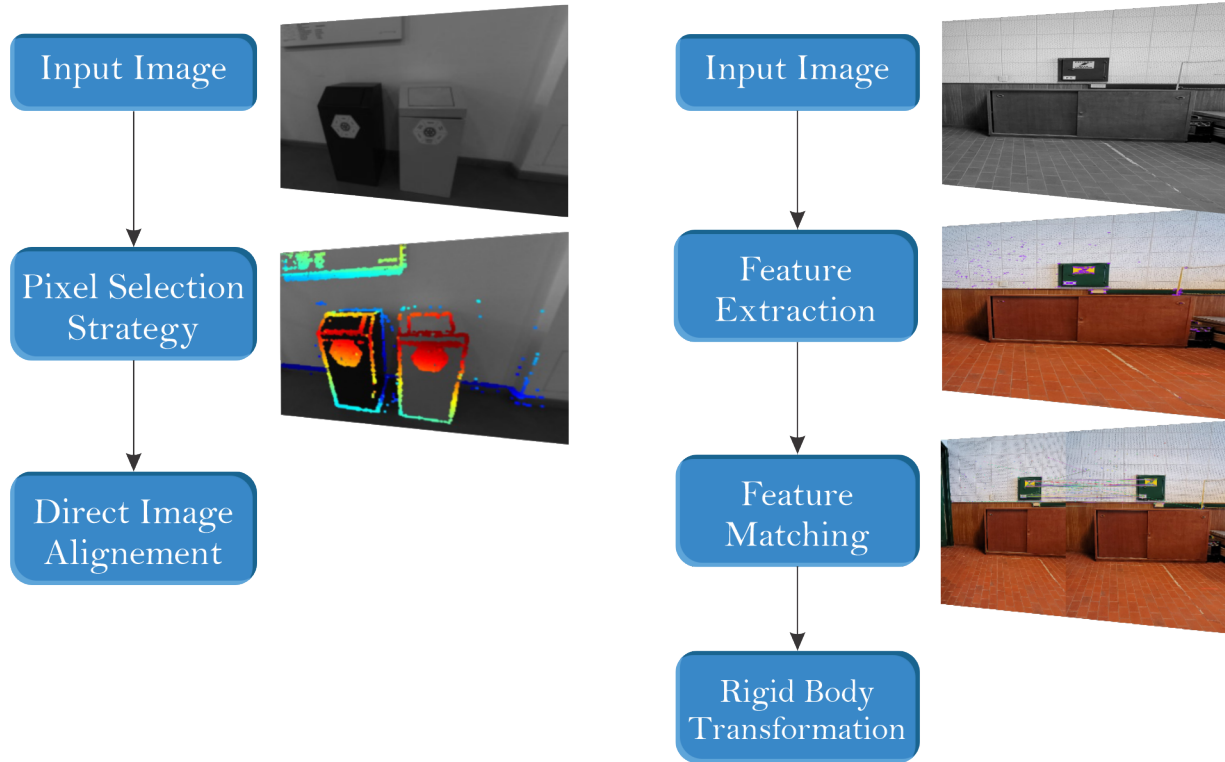 Input Image
Pixel Selection
Strategy
Direct Image
Alignement
Input Image
Feature
Extraction
Feature
Matching
Rigid Body
Transformation